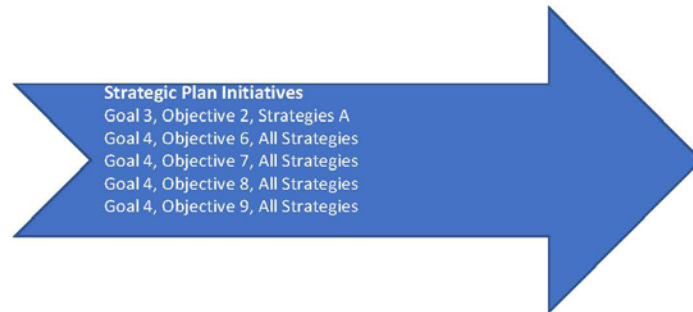 Strategic Plan Initiatives
Goal 3, Objective 2, Strategies A
Goal 4, Objective 6, All Strategies
Goal 4, Objective 7, All Strategies
Goal 4, Objective 8, All Strategies
Goal 4, Objective 9, All Strategies